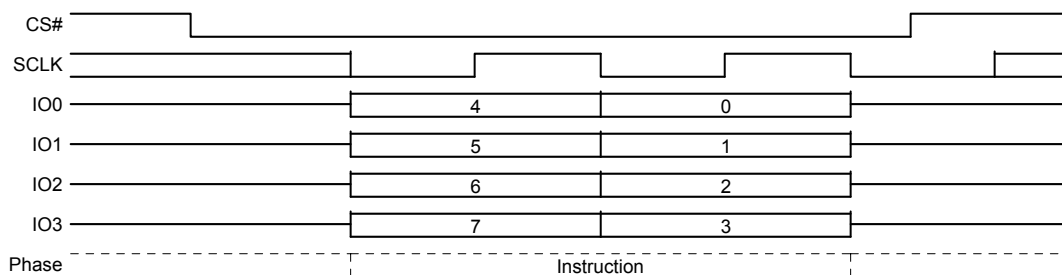 CS#
SCLK
IO0 4 0
IO1 5 1
IO2 6 2
IO3 7 3
Phase Instruction